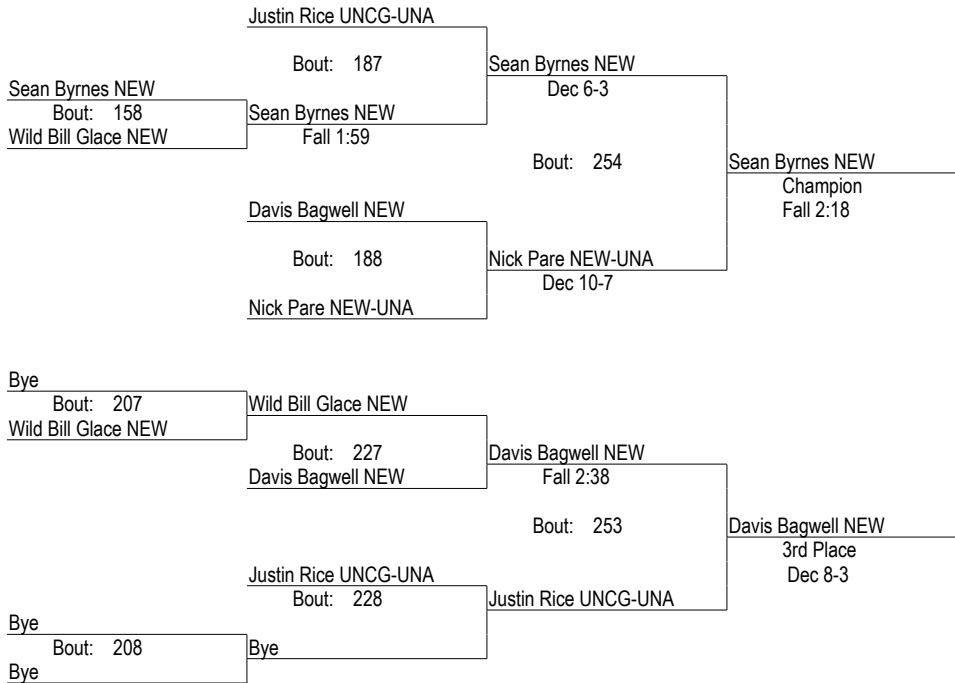 Justin Rice UNCG-UNA
Bout: 187
Sean Byrnes NEW
Sean Byrnes NEW
Dec 6-3
Bout: 158
Sean Byrnes NEW
Wild Bill Glace NEW
Fall 1:59
Bout: 254
Sean Byrnes NEW
Champion
Davis Bagwell NEW
Fall 2:18
Bout: 188
Nick Pare NEW-UNA
Dec 10-7
Nick Pare NEW-UNA
Bye
Bout: 207
Wild Bill Glace NEW
Wild Bill Glace NEW
Bout: 227
Davis Bagwell NEW
Davis Bagwell NEW
Fall 2:38
Bout: 253
Davis Bagwell NEW
3rd Place
Justin Rice UNCG-UNA
Dec 8-3
Bout: 228
Justin Rice UNCG-UNA
Bye
Bout: 208
Bye
Bye